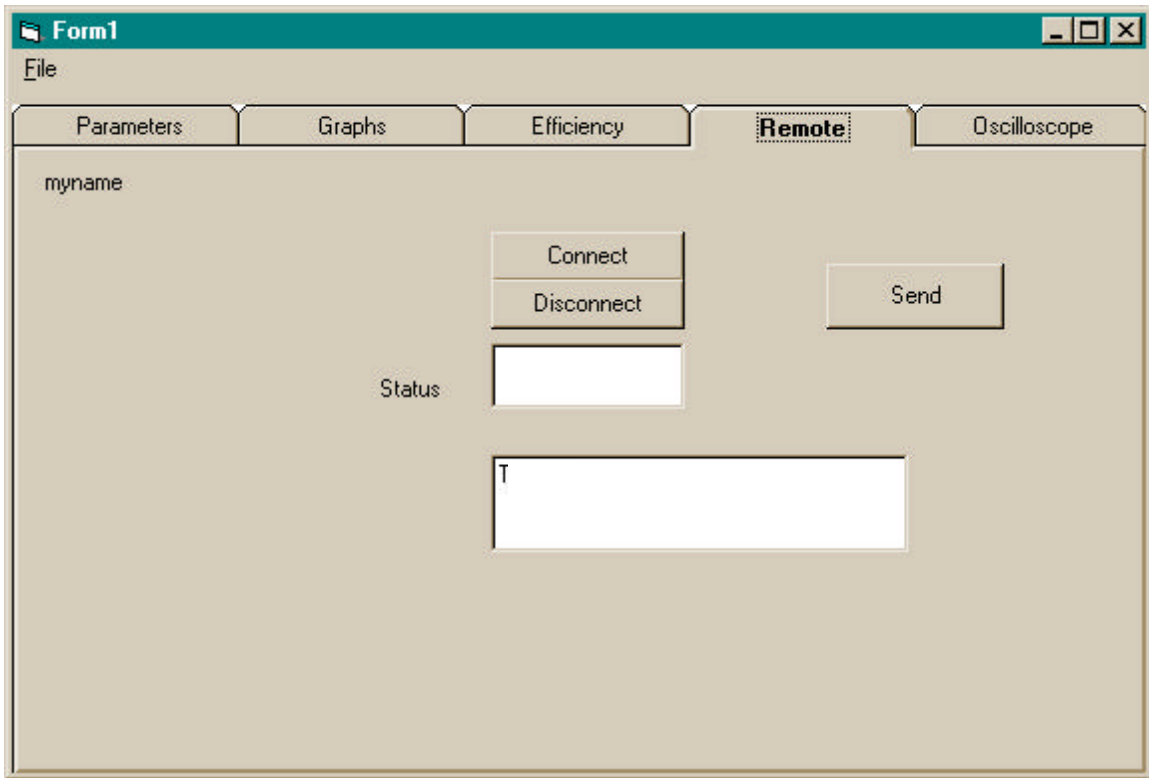 Form1
File
Parameters Graphs Efficiency Remote Oscilloscope
myname
Connect
Disconnect
Send
Status
T